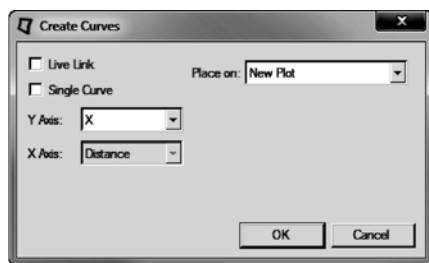 Create Curves
Live Link
Place on: New Plot
Single Curve
Y Axis: X
X Axis: Distance
OK Cancel